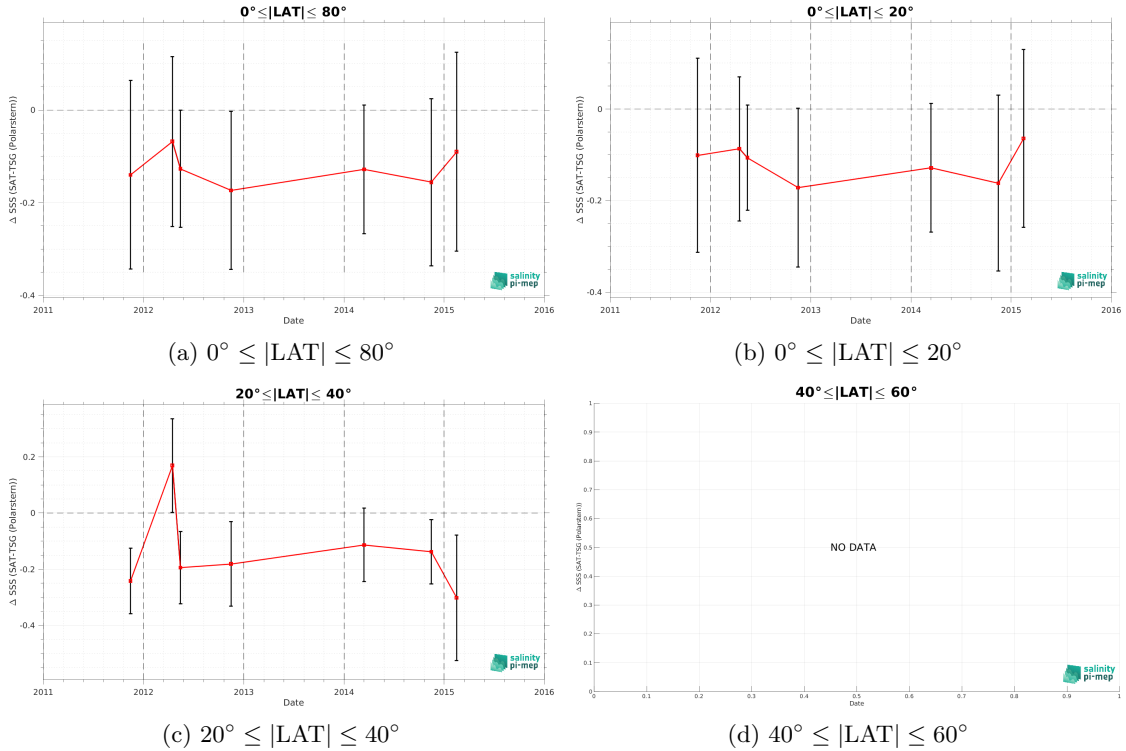 0°≤|LAT|≤ 80°
Δ SSS (SAT-TSG (Polarstern))
0
-0.2
-0.4
2011 2012 2013 2014 2015 2016
Date
salinity
pi-mep
(a) 0° ≤ |LAT| ≤ 80°
0°≤|LAT|≤ 20°
Δ SSS (SAT-TSG (Polarstern))
0
-0.2
-0.4
2011 2012 2013 2014 2015 2016
Date
salinity
pi-mep
(b) 0° ≤ |LAT| ≤ 20°
20°≤|LAT|≤ 40°
Δ SSS (SAT-TSG (Polarstern))
0.2
0
-0.2
-0.4
2011 2012 2013 2014 2015 2016
Date
salinity
pi-mep
(c) 20° ≤ |LAT| ≤ 40°
40°≤|LAT|≤ 60°
Δ SSS (SAT-TSG (Polarstern))
1
0.9
0.8
0.7
0.6
0.5
0.4
0.3
0.2
0.1
0
NO DATA
0 0.1 0.2 0.3 0.4 0.5 0.6 0.7 0.8 0.9 1
Date
salinity
pi-mep
(d) 40° ≤ |LAT| ≤ 60°